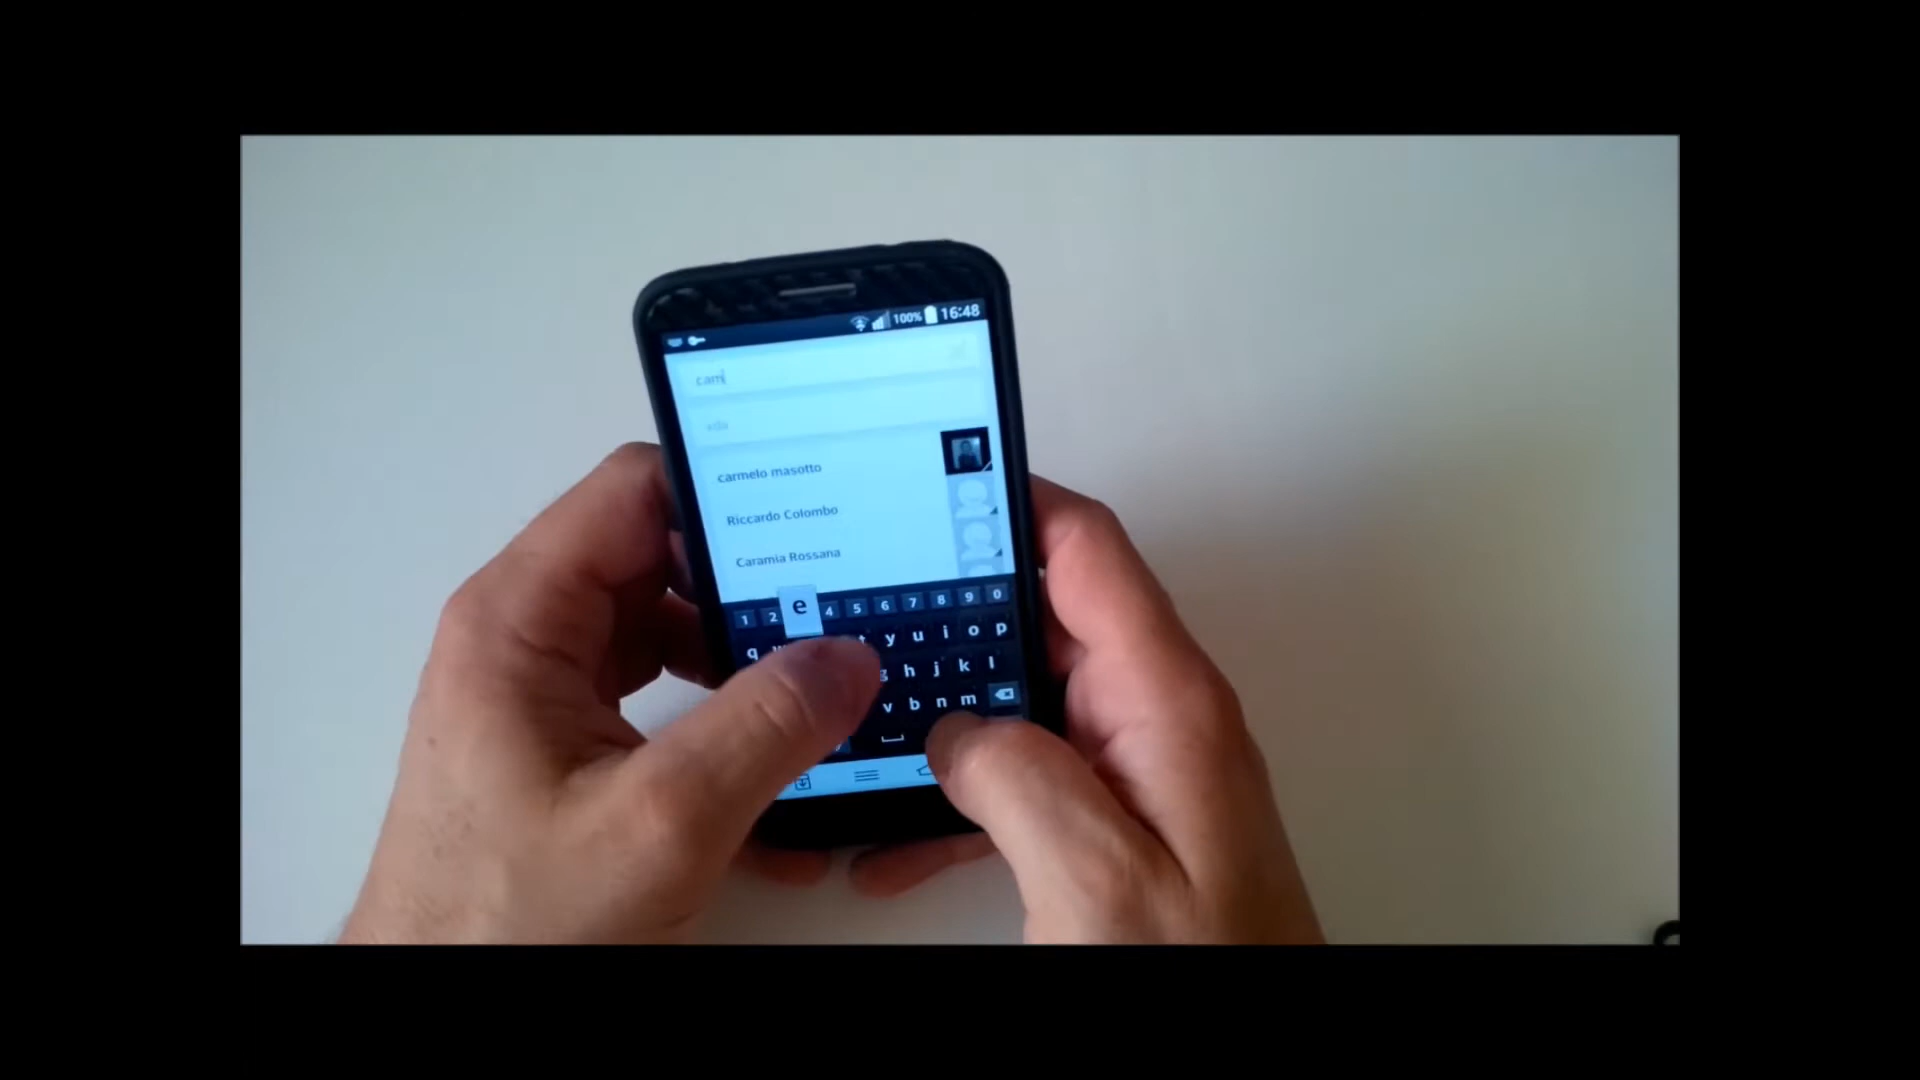 100% 16:48
cam
carmelo masotto
Riccardo Colombo
Caramia Rossana
e
1 2 4 5 6 7 8 9 0
q t y u i o p
g h j k l
v b n m